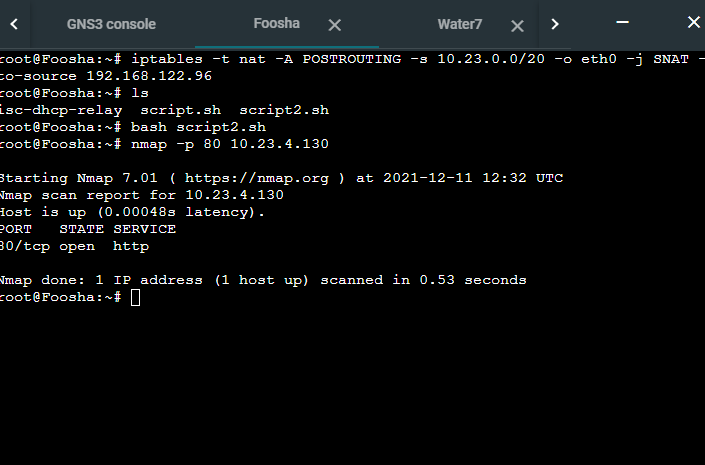 GNS3 console Foosha Water7
root@Foosha:~# iptables -t nat -A POSTROUTING -s 10.23.0.0/20 -o eth0 -j SNAT -
to-source 192.168.122.96
root@Foosha:~# ls
isc-dhcp-relay  script.sh  script2.sh
root@Foosha:~# bash script2.sh
root@Foosha:~# nmap -p 80 10.23.4.130
Starting Nmap 7.01 ( https://nmap.org ) at 2021-12-11 12:32 UTC
Nmap scan report for 10.23.4.130
Host is up (0.00048s latency).
PORT   STATE SERVICE
80/tcp open  http
Nmap done: 1 IP address (1 host up) scanned in 0.53 seconds
root@Foosha:~#